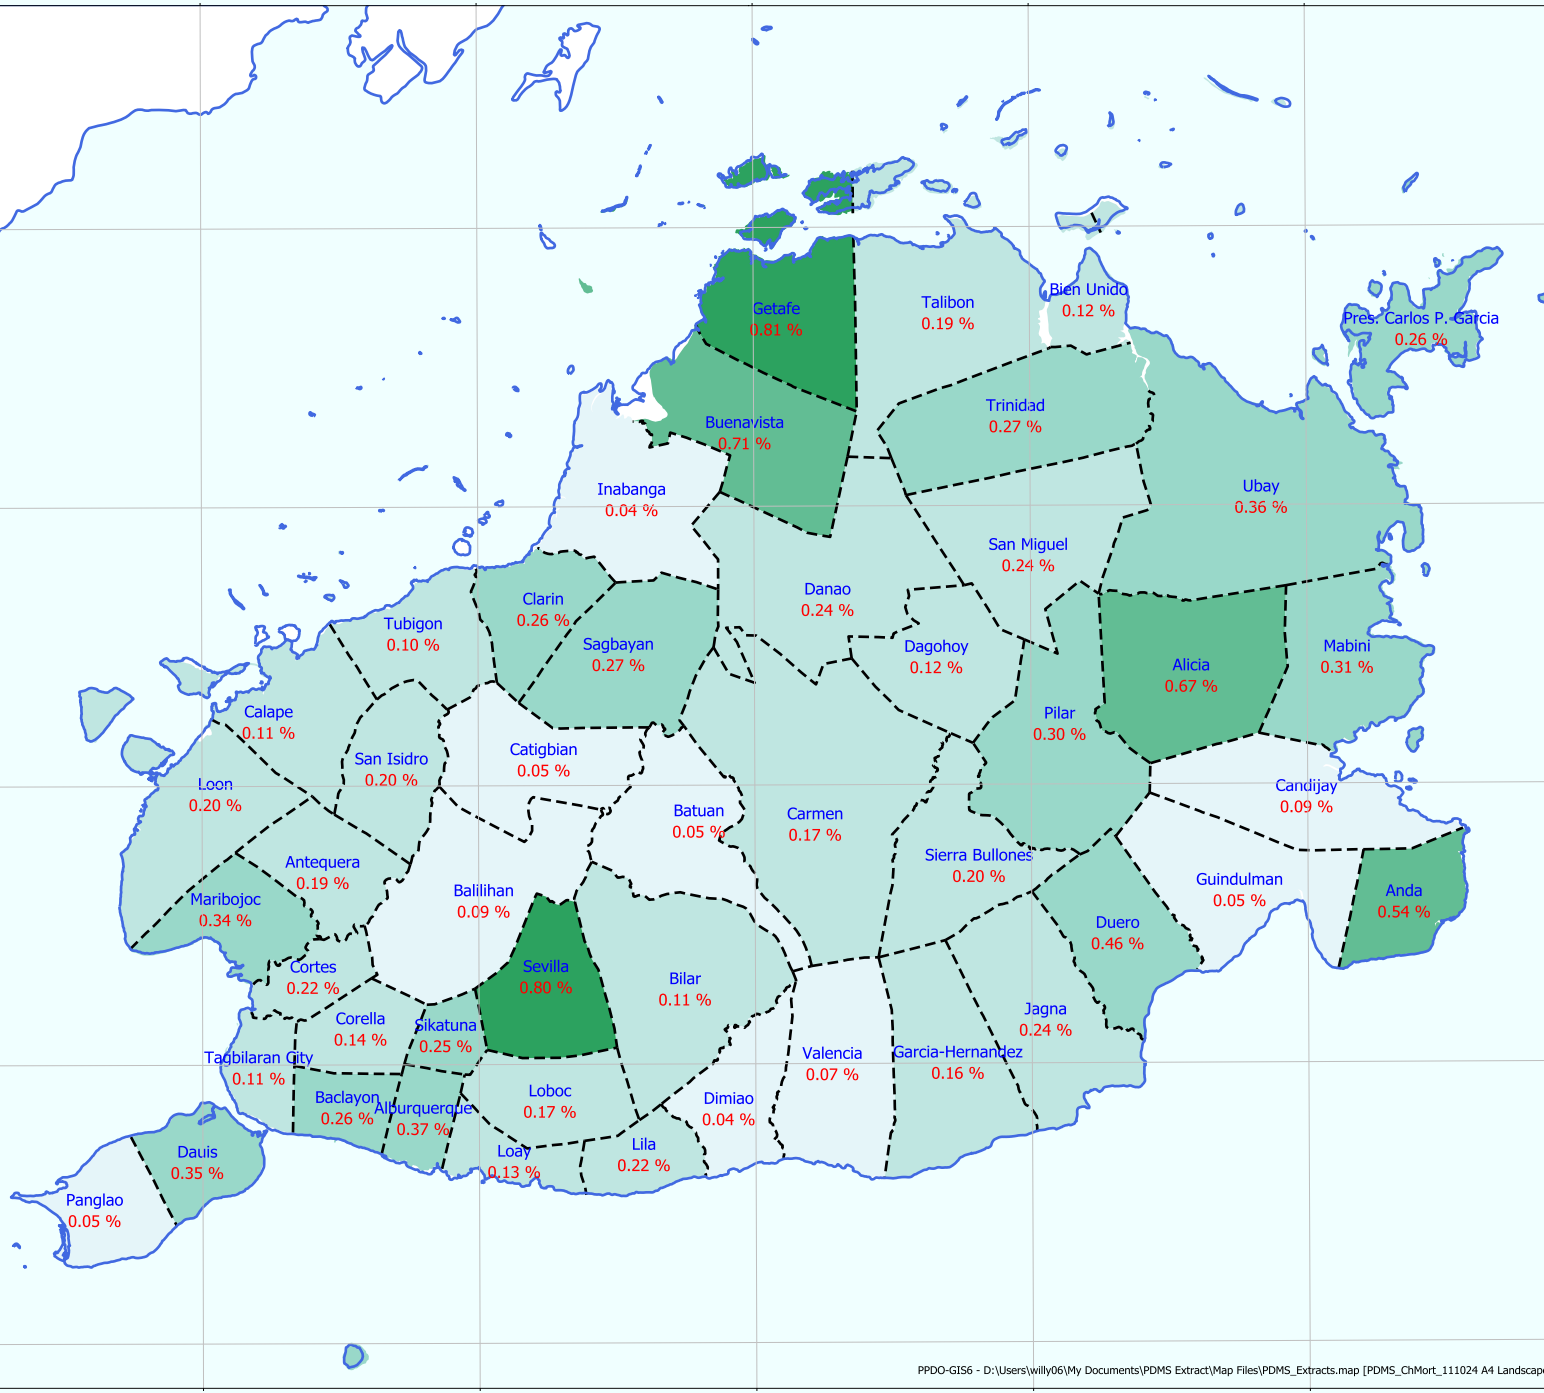 Getafe
0.81 %
Talibon
0.19 %
Bien Unido
0.12 %
Pres. Carlos P. Garcia
0.26 %
Trinidad
0.27 %
Buenavista
0.71 %
Inabanga
0.04 %
Ubay
0.36 %
San Miguel
0.24 %
Danao
0.24 %
Clarin
0.26 %
Tubigon
0.10 %
Sagbayan
0.27 %
Dagohoy
0.12 %
Mabini
0.31 %
Alicia
0.67 %
Calape
0.11 %
Pilar
0.30 %
San Isidro
0.20 %
Catigbian
0.05 %
Loon
0.20 %
Candijay
0.09 %
Batuan
0.05 %
Carmen
0.17 %
Sierra Bullones
0.20 %
Antequera
0.19 %
Balilihan
0.09 %
Guindulman
0.05 %
Anda
0.54 %
Maribojoc
0.34 %
Duero
0.46 %
Cortes
0.22 %
Sevilla
0.80 %
Bilar
0.11 %
Jagna
0.24 %
Corella
0.14 %
Sikatuna
0.25 %
Tagbilaran City
0.11 %
Valencia
0.07 %
Garcia-Hernandez
0.16 %
Baclayon
0.26 %
Alburquerque
0.37 %
Loboc
0.17 %
Dimiao
0.04 %
Dauis
0.35 %
Loay
0.13 %
Lila
0.22 %
Panglao
0.05 %
PPDO-GIS6 - D:\Users\willy06\My Documents\PDMS Extract\Map Files\PDMS_Extracts.map [PDMS_ChMort_111024 A4 Landscape